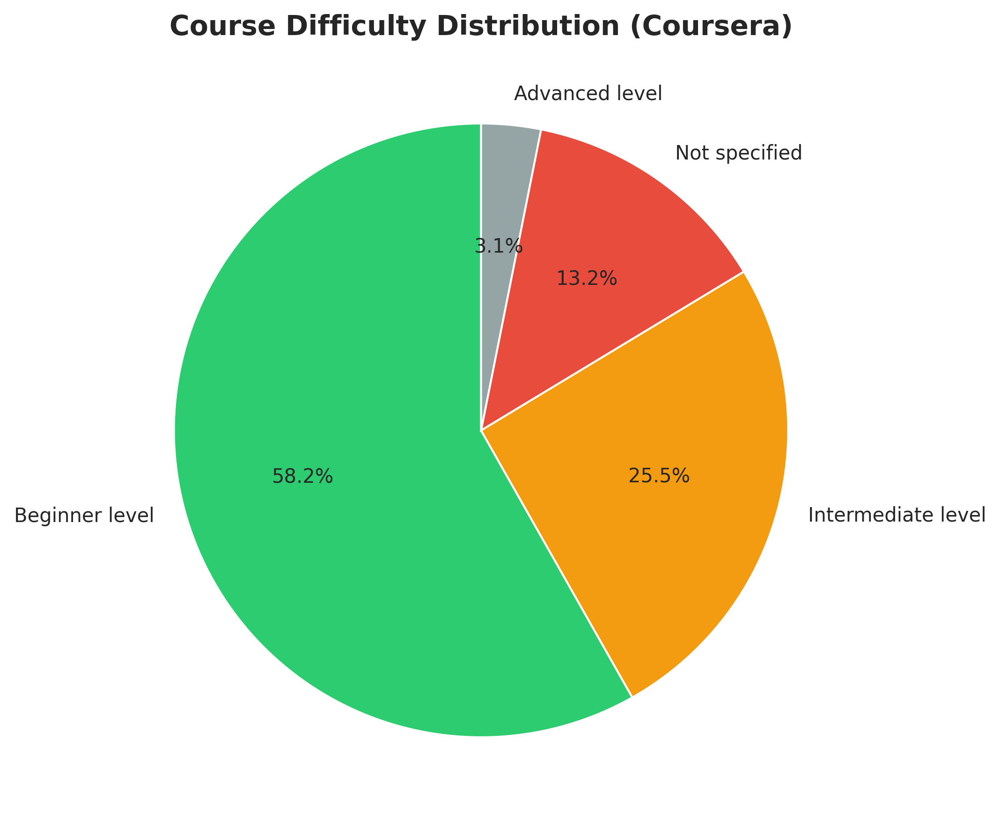 Course Difficulty Distribution (Coursera)
Advanced level
Not specified
3.1%
13.2%
58.2%
25.5%
Beginner level
Intermediate level